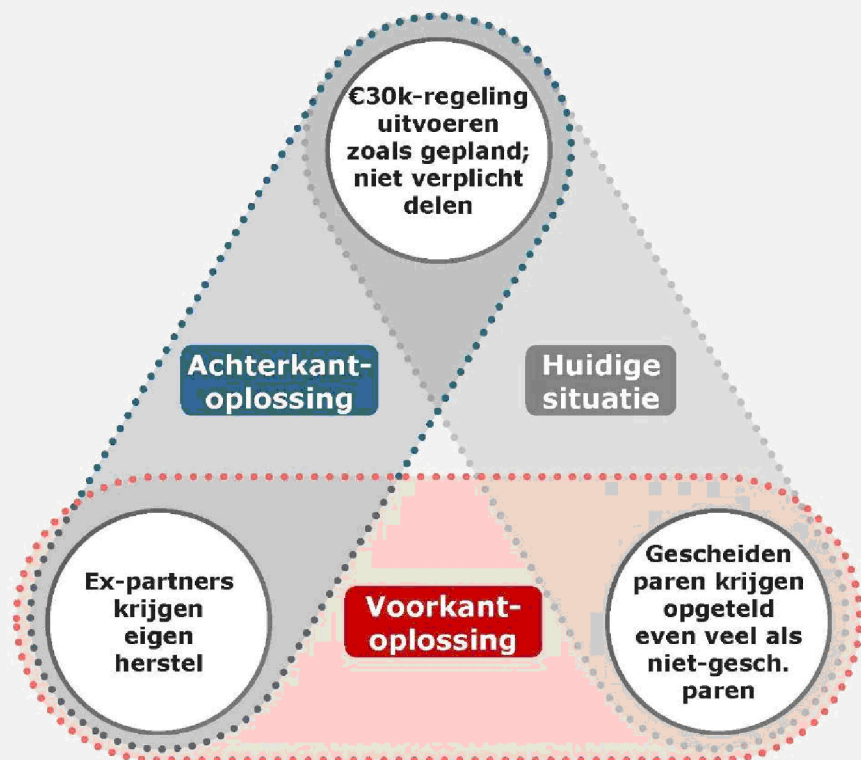 €30k-regeling
uitvoeren
zoals gepland;
niet verplicht
delen
Achterkant-
oplossing
Huidige
situatie
Ex-partners
krijgen
eigen
herstel
Voorkant-
oplossing
Gescheiden
paren krijgen
opgeteld
even veel als
niet-gesch.
paren